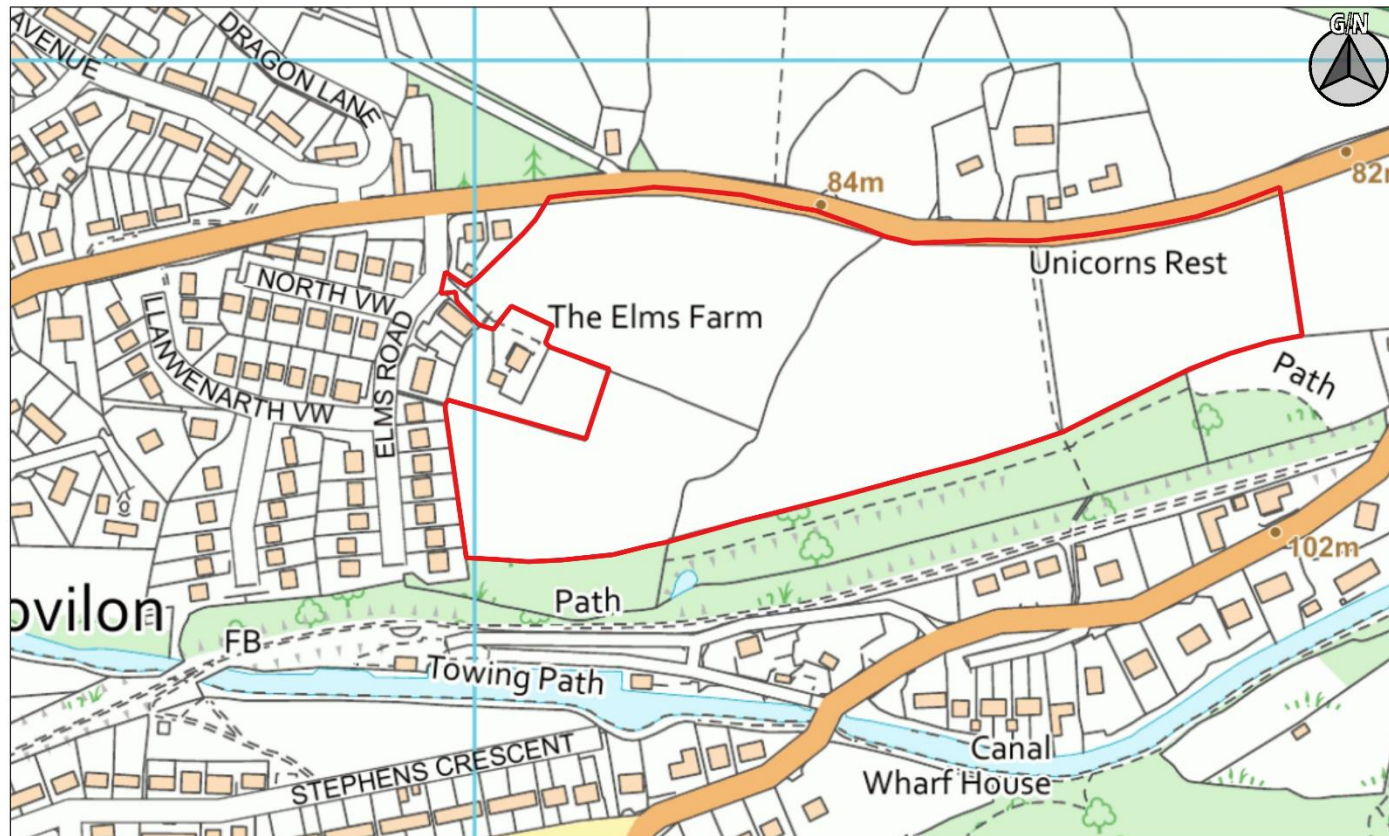 G/N
DRAGON LANE
AVENUE
84m
82m
Unicorns Rest
NORTH VW
The Elms Farm
LLANWENARTH VW
ELMS ROAD
Path
102m
ovilon
Path
FB
Towing Path
Canal
Wharf House
STEPHENS CRESCENT